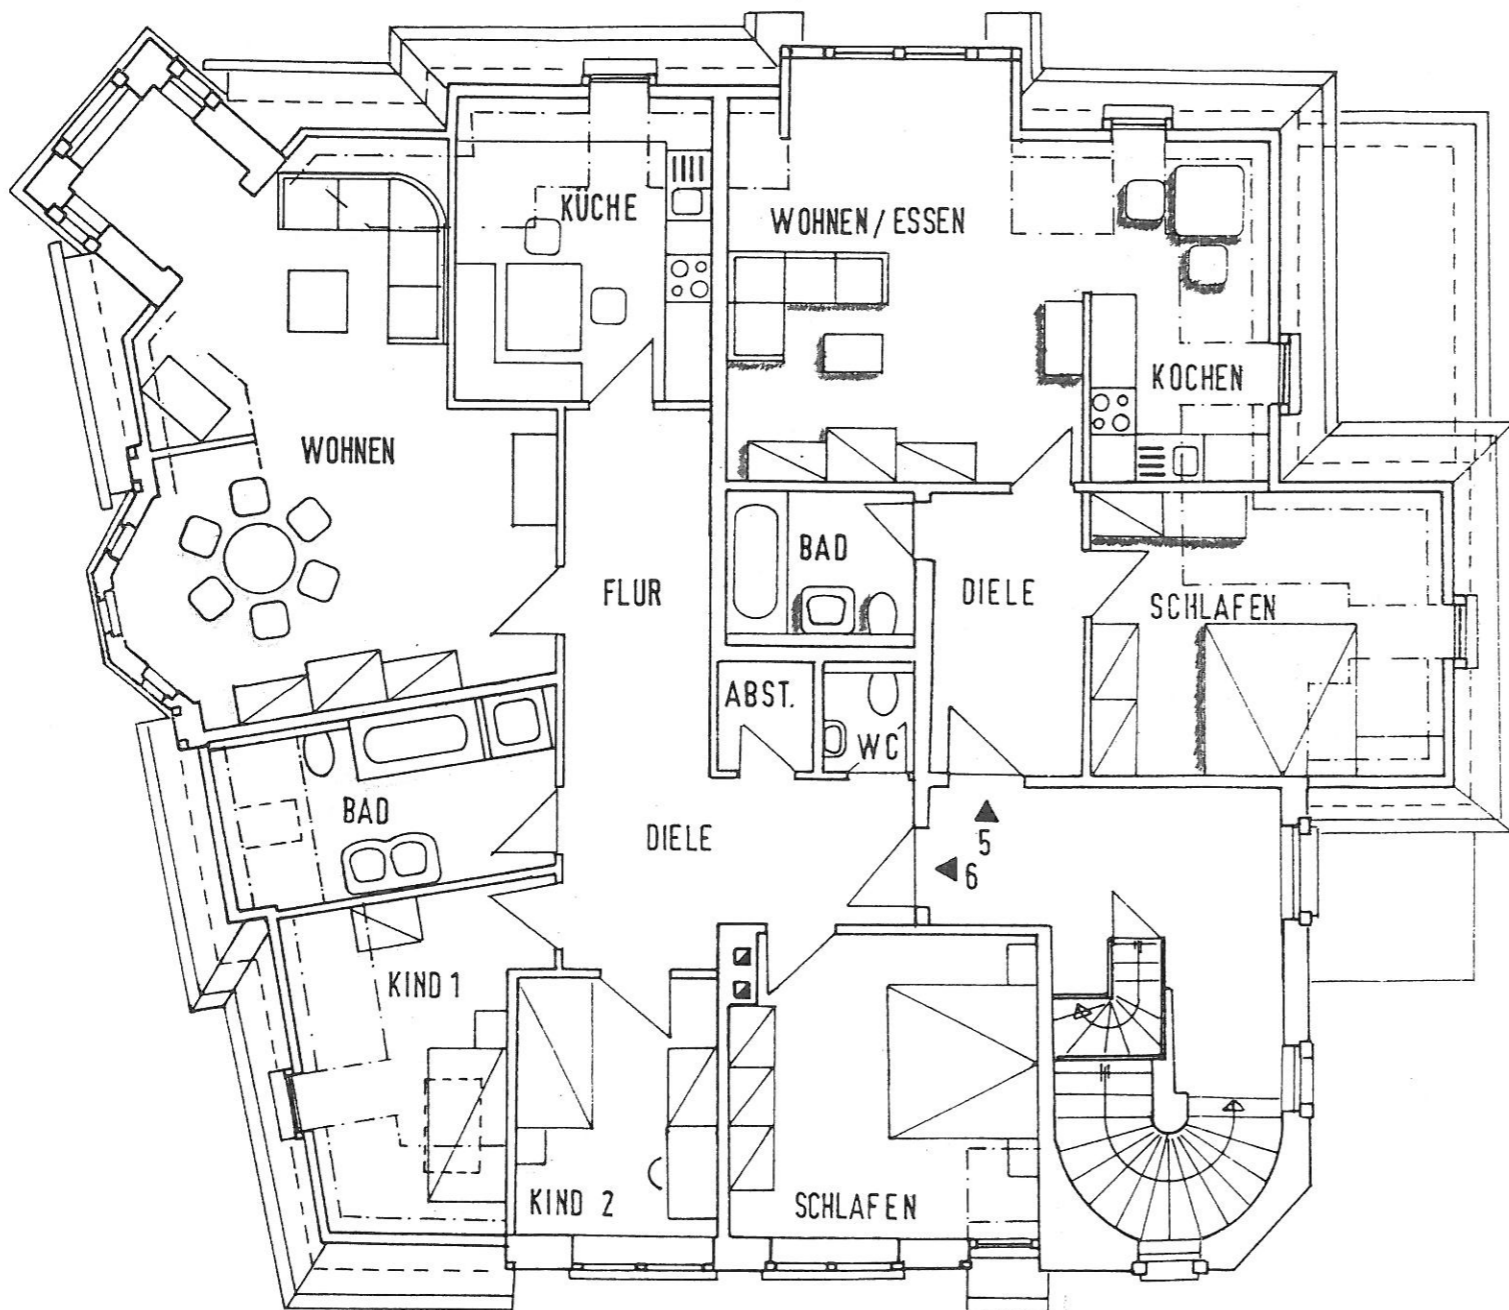 KÜCHE
WOHNEN / ESSEN
KOCHEN
WOHNEN
BAD
FLUR
DIELE
SCHLAFEN
ABST.
WC
BAD
DIELE
5
6
KIND 1
KIND 2
SCHLAFEN